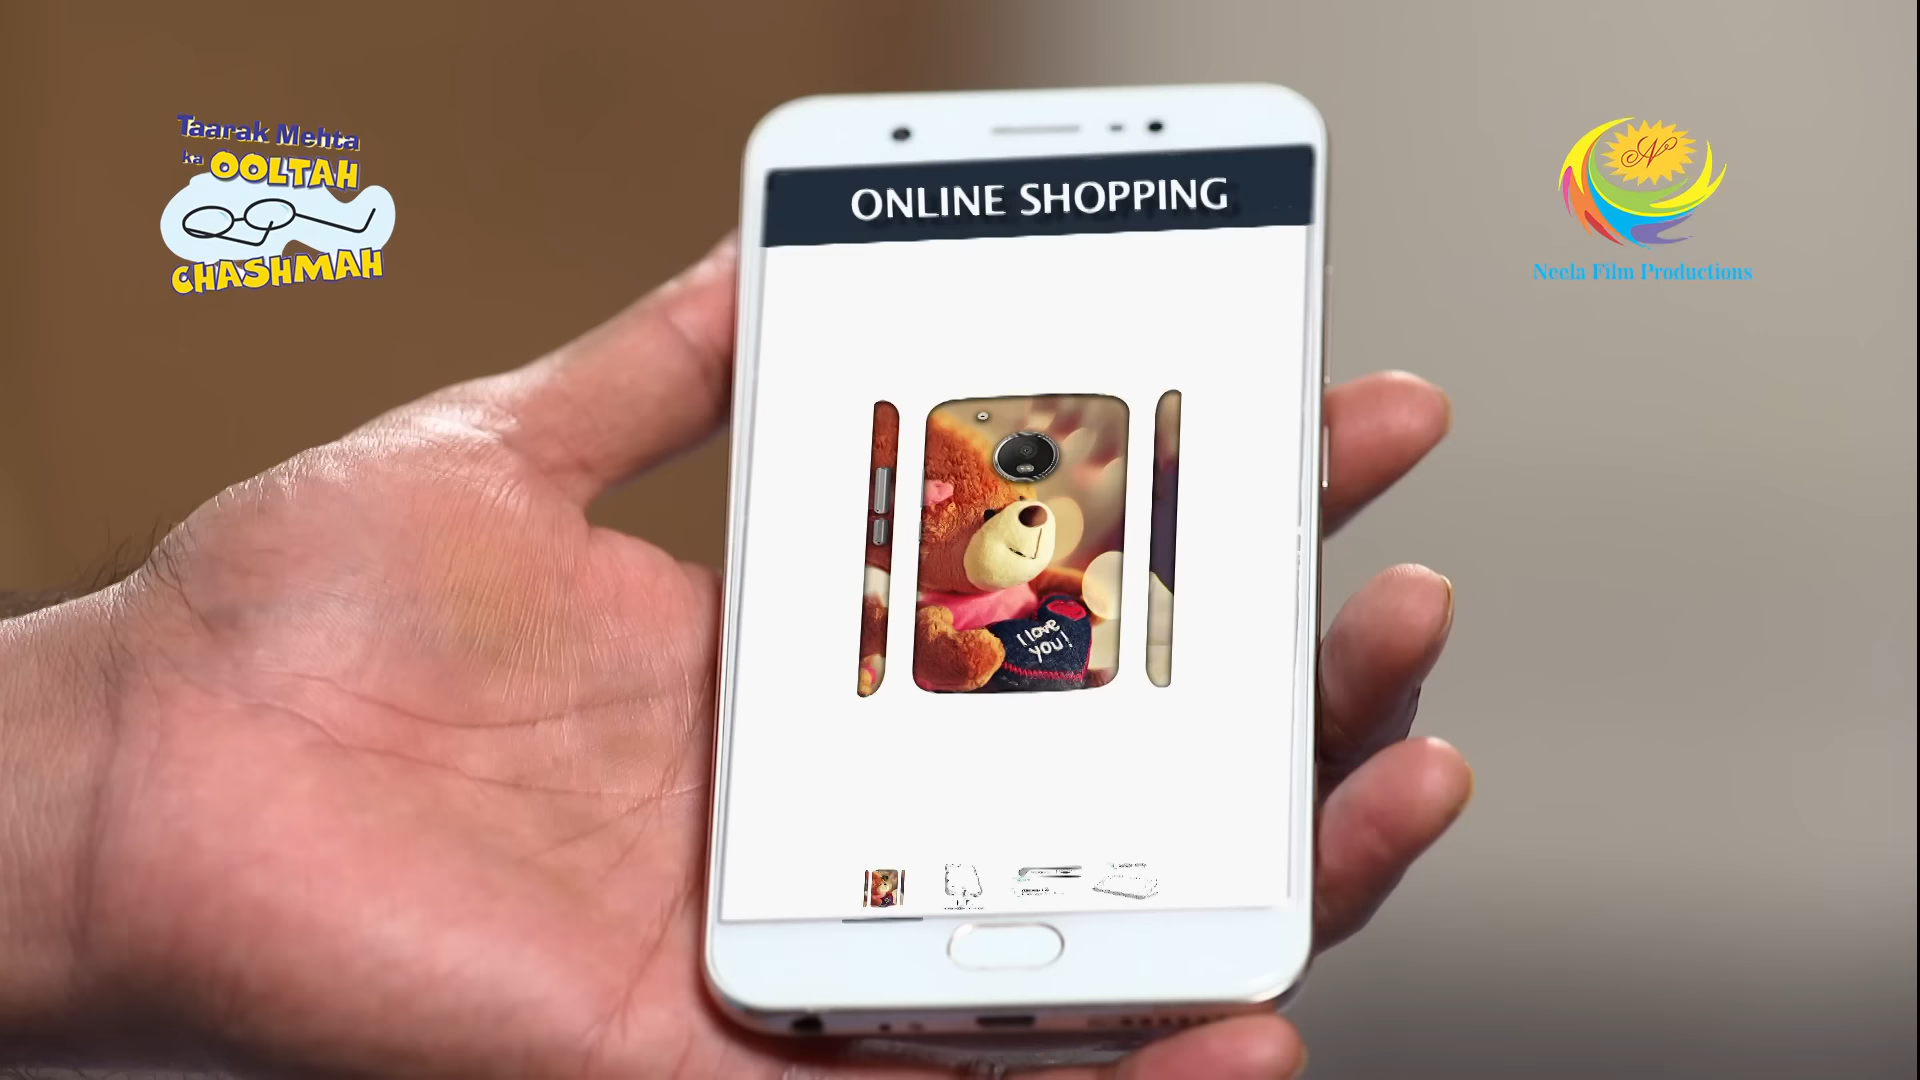 Taarak Mehta
ka OOLTAH
CHASHMAH
ONLINE SHOPPING
N
Neela Film Productions
I love
you!